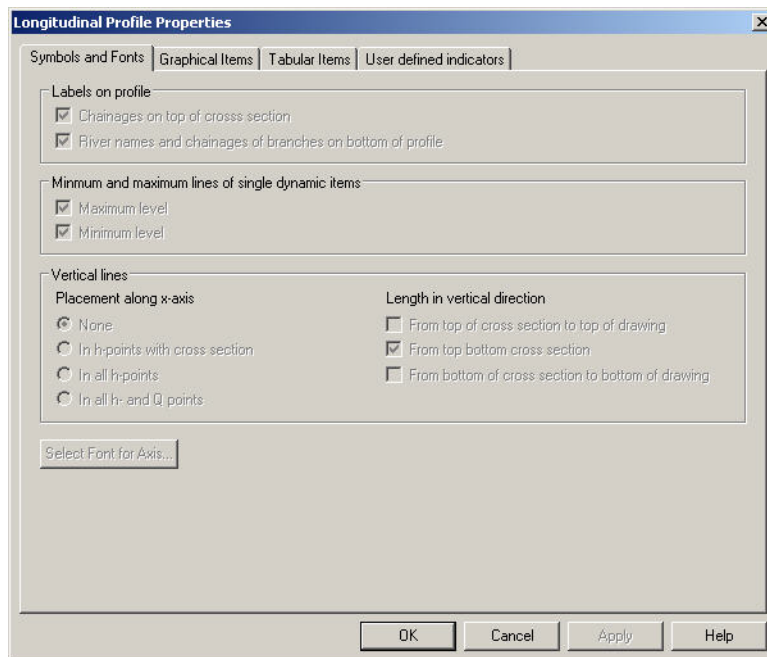 Longitudinal Profile Properties
Symbols and Fonts Graphical Items Tabular Items User defined indicators
Labels on profile
Chainages on top of crosss section
River names and chainages of branches on bottom of profile
Minmum and maximum lines of single dynamic items
Maximum level
Minimum level
Vertical lines
Placement along x-axis
None
In h-points with cross section
In all h-points
In all h- and Q points
Length in vertical direction
From top of cross section to top of drawing
From top bottom cross section
From bottom of cross section to bottom of drawing
Select Font for Axis...
OK Cancel Apply Help